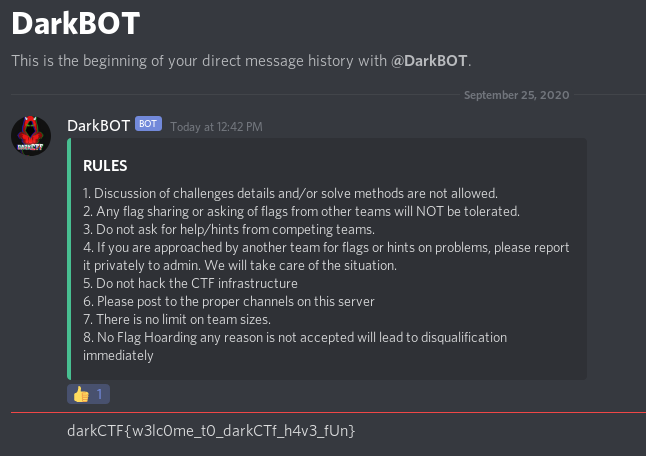 DarkBOT
This is the beginning of your direct message history with @DarkBOT.
September 25, 2020
DarkBOT BOT Today at 12:42 PM
DARKCTF
RULES
1. Discussion of challenges details and/or solve methods are not allowed.
2. Any flag sharing or asking of flags from other teams will NOT be tolerated.
3. Do not ask for help/hints from competing teams.
4. If you are approached by another team for flags or hints on problems, please report
it privately to admin. We will take care of the situation.
5. Do not hack the CTF infrastructure
6. Please post to the proper channels on this server
7. There is no limit on team sizes.
8. No Flag Hoarding any reason is not accepted will lead to disqualification
immediately
👍 1
darkCTF{w3lc0me_t0_darkCTf_h4v3_fUn}